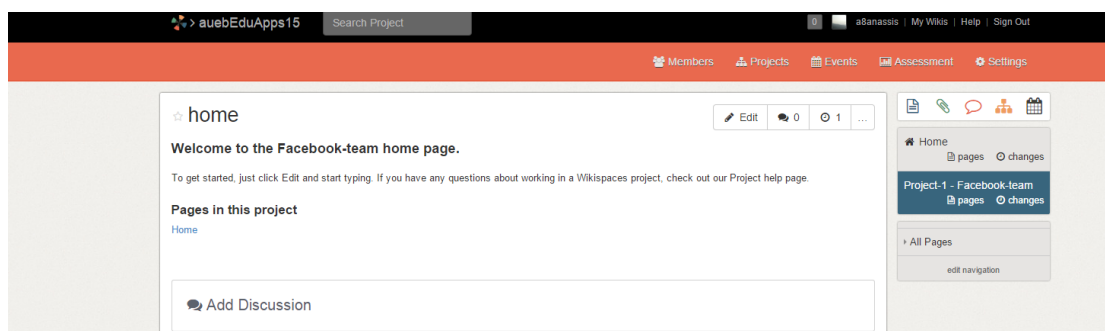 > auebEduApps15
Search Project
0 a8anassis | My Wikis | Help | Sign Out
Members Projects Events Assessment Settings
home
Edit 0 1 ...
Welcome to the Facebook-team home page.
To get started, just click Edit and start typing. If you have any questions about working in a Wikispaces project, check out our Project help page.
Pages in this project
Home
Add Discussion
Home
pages changes
Project-1 - Facebook-team
pages changes
All Pages
edit navigation